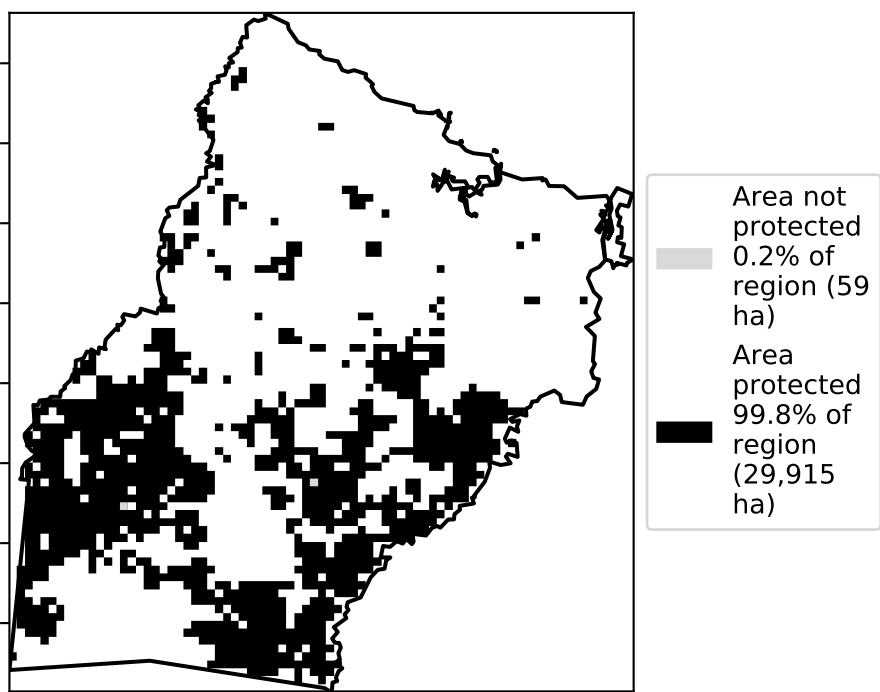 Area not
protected
0.2% of
region (59
ha)
Area
protected
99.8% of
region
(29,915
ha)